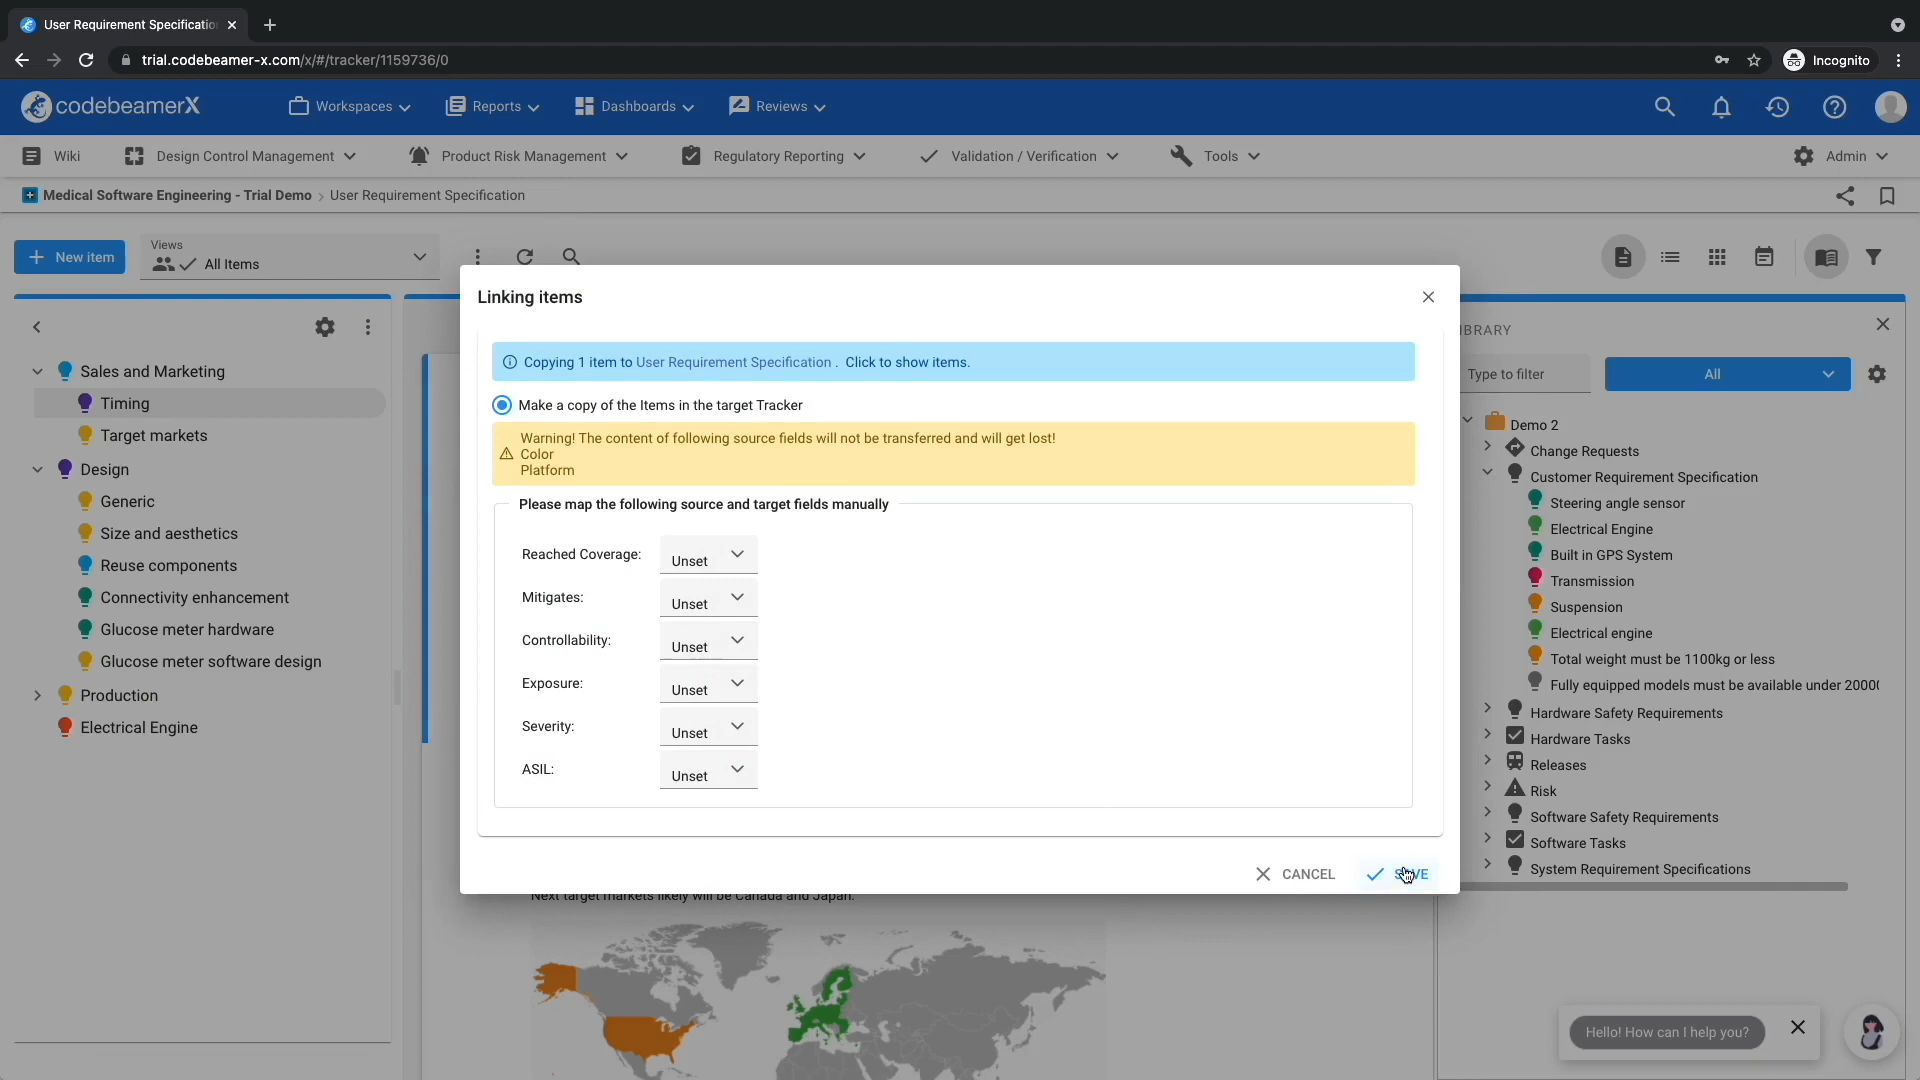 User Requirement Specificatio
trial.codebeamer-x.com/x/#/tracker/1159736/0
Incognito
codebeamerX
Workspaces
Reports
Dashboards
Reviews
Wiki
Design Control Management
Product Risk Management
Regulatory Reporting
Validation / Verification
Tools
Admin
Medical Software Engineering - Trial Demo > User Requirement Specification
New item
Views
All Items
Sales and Marketing
Timing
Target markets
Design
Generic
Size and aesthetics
Reuse components
Connectivity enhancement
Glucose meter hardware
Glucose meter software design
Production
Electrical Engine
Linking items
Copying 1 item to User Requirement Specification . Click to show items.
Make a copy of the Items in the target Tracker
Warning! The content of following source fields will not be transferred and will get lost!
Color
Platform
Please map the following source and target fields manually
Reached Coverage: Unset
Mitigates: Unset
Controllability: Unset
Exposure: Unset
Severity: Unset
ASIL: Unset
CANCEL
SAVE
Next target markets likely will be Canada and Japan.
BRARY
Type to filter
All
Demo 2
Change Requests
Customer Requirement Specification
Steering angle sensor
Electrical Engine
Built in GPS System
Transmission
Suspension
Electrical engine
Total weight must be 1100kg or less
Fully equipped models must be available under 2000
Hardware Safety Requirements
Hardware Tasks
Releases
Risk
Software Safety Requirements
Software Tasks
System Requirement Specifications
Hello! How can I help you?